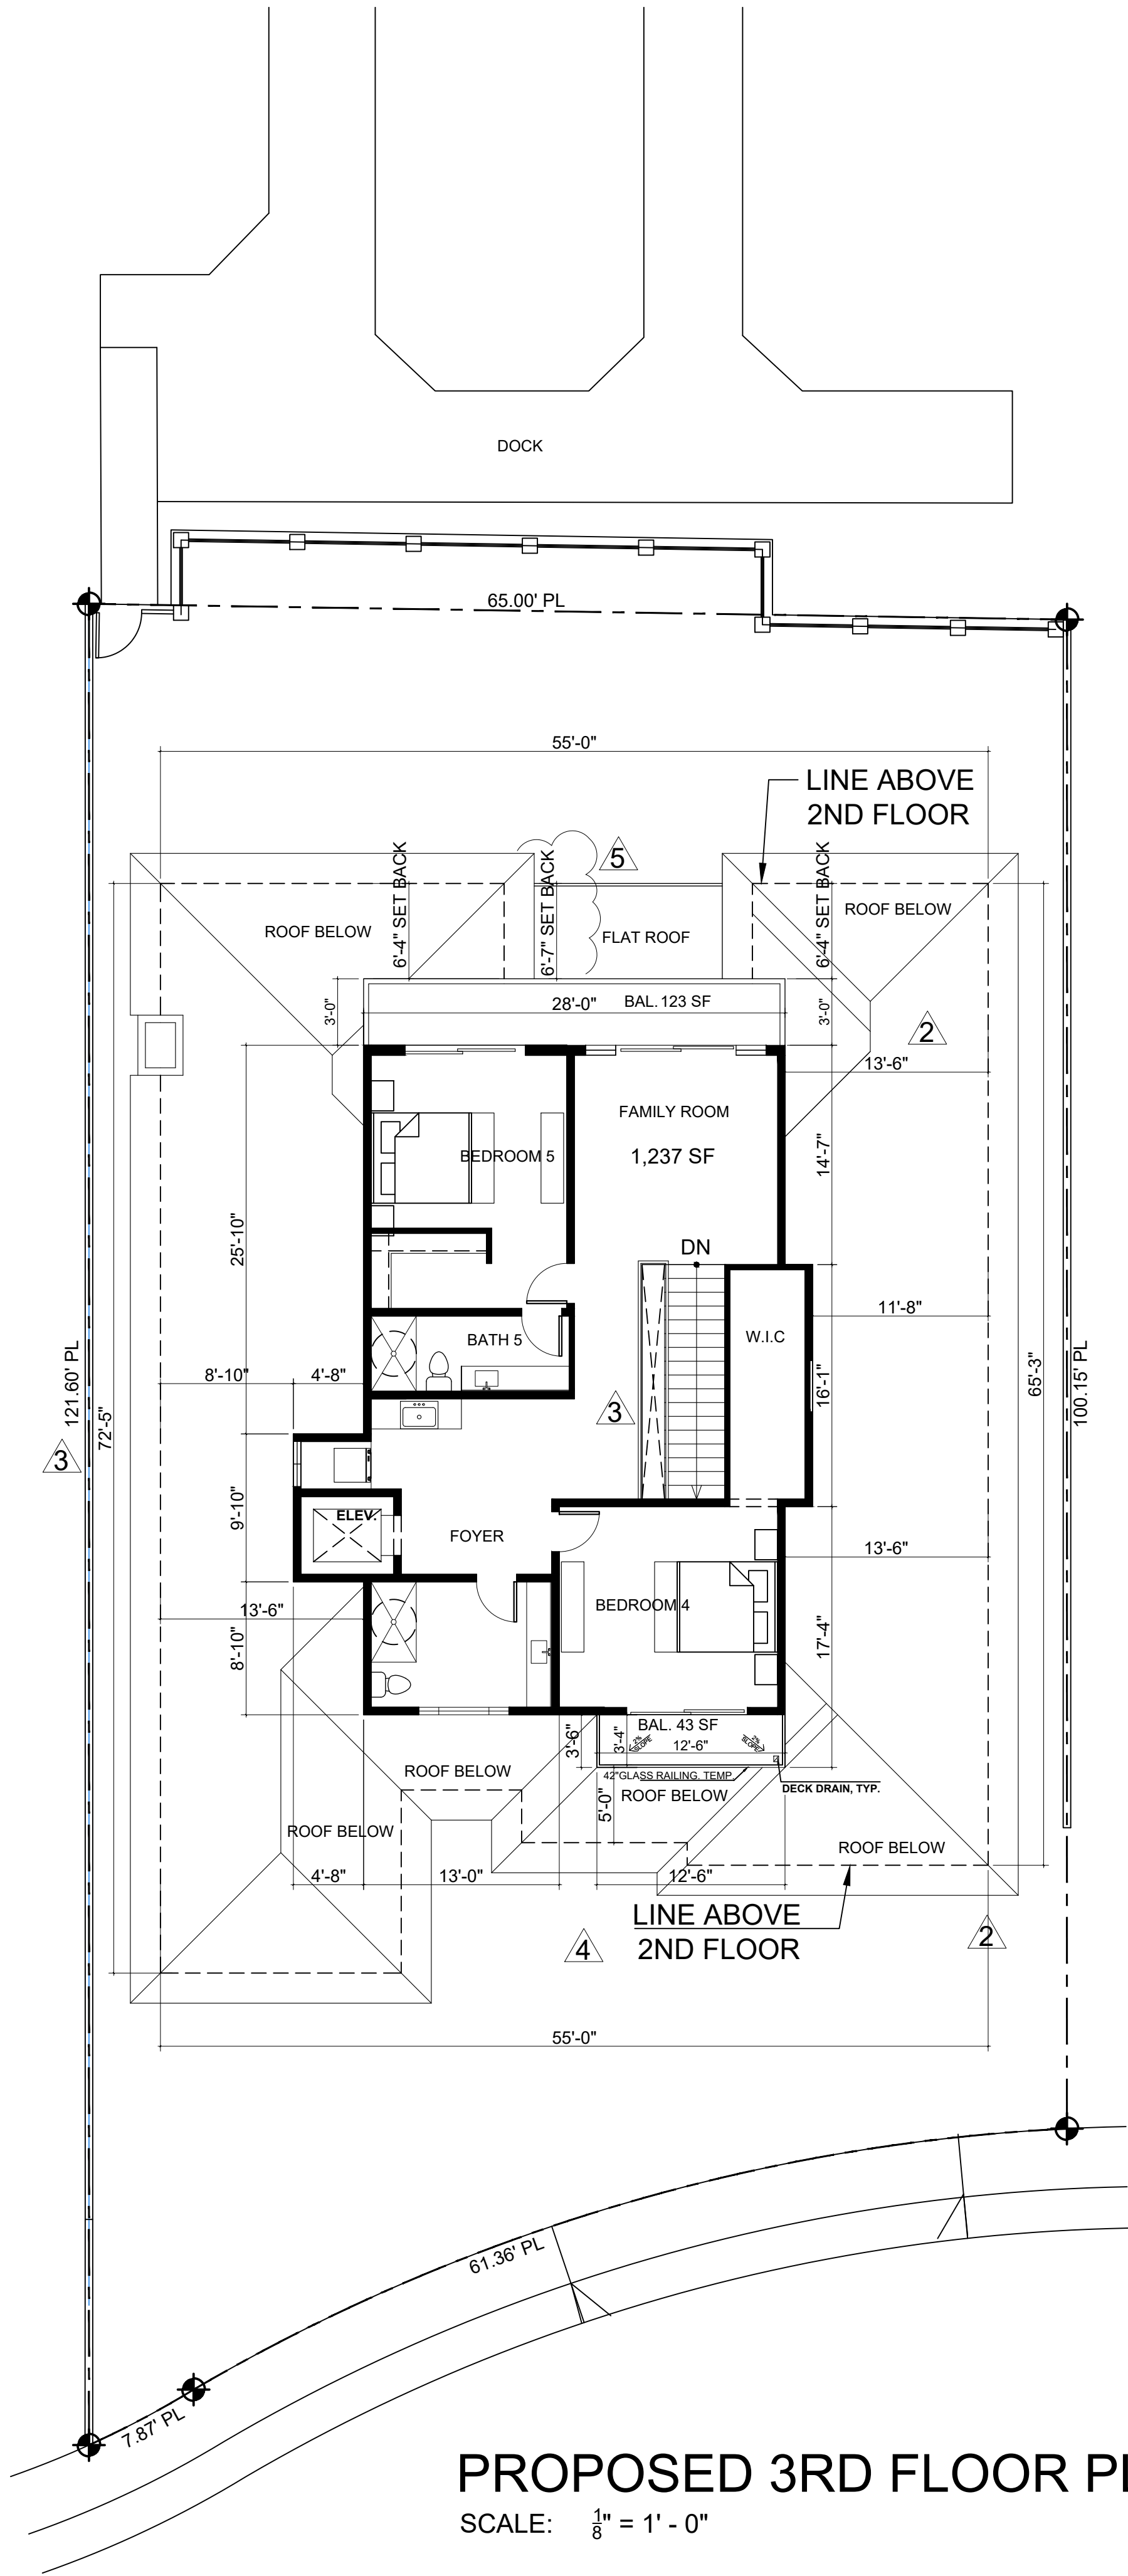 DOCK
65.00' PL
55'-0"
LINE ABOVE
2ND FLOOR
5
6'-4" SET BACK
6'-7" SET BACK
6'-4" SET BACK
ROOF BELOW
FLAT ROOF
ROOF BELOW
3'-0"
28'-0"
BAL. 123 SF
3'-0"
2
13'-6"
FAMILY ROOM
1,237 SF
BEDROOM 5
14'-7"
25'-10"
DN
11'-8"
BATH 5
W.I.C
121.60' PL
72'-5"
8'-10"
4'-8"
16'-1"
65'-3"
100.15' PL
3
3
9'-10"
ELEV.
FOYER
13'-6"
13'-6"
BEDROOM 4
8'-10"
17'-4"
3'-6"
3'-4"
BAL. 43 SF
12'-6"
2%
SLOPE
2%
SLOPE
42"GLASS RAILING. TEMP.
DECK DRAIN, TYP.
ROOF BELOW
ROOF BELOW
5'-0"
ROOF BELOW
ROOF BELOW
4'-8"
13'-0"
12'-6"
LINE ABOVE
2ND FLOOR
4
2
55'-0"
61.36' PL
7.87' PL
PROPOSED 3RD FLOOR P
SCALE: 1/8" = 1' - 0"